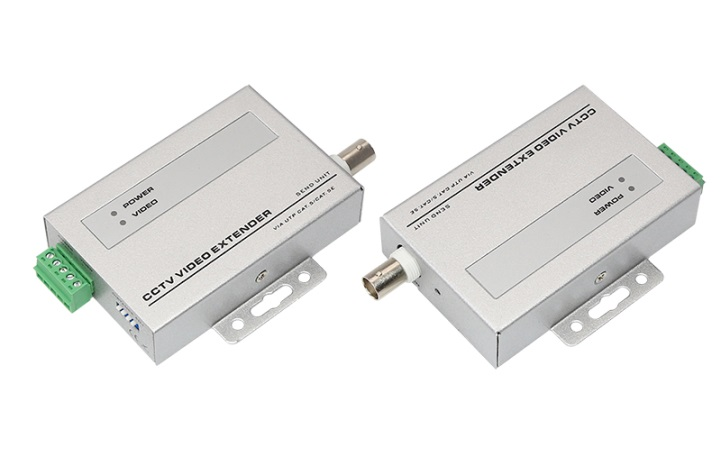 POWER
VIDEO
SEND UNIT
VIA UTP CAT. 5/CAT. 5E
CCTV VIDEO EXTENDER
CCTV VIDEO EXTENDER
VIA UTP CAT. 5/CAT. 5E
SEND UNIT
VIDEO
POWER